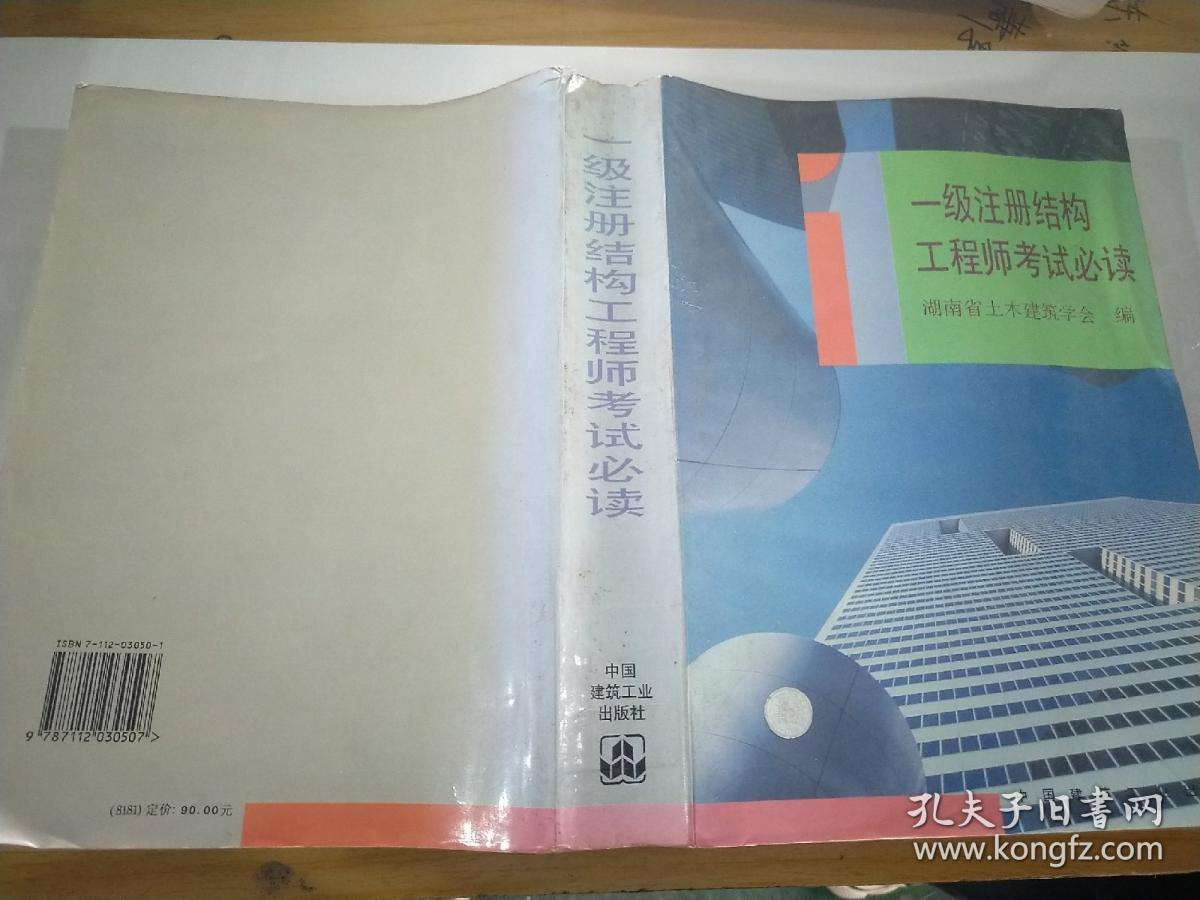 一级注册结构
工程师考试必读
湖南省土木建筑学会 编
一级注册结构工程师考试必读
中国
建筑工业
出版社
ISBN 7-112-03050-1
9 787112 030507 >
(8181) 定价: 90.00元
中国建
孔夫子旧书网
www.kongfz.com